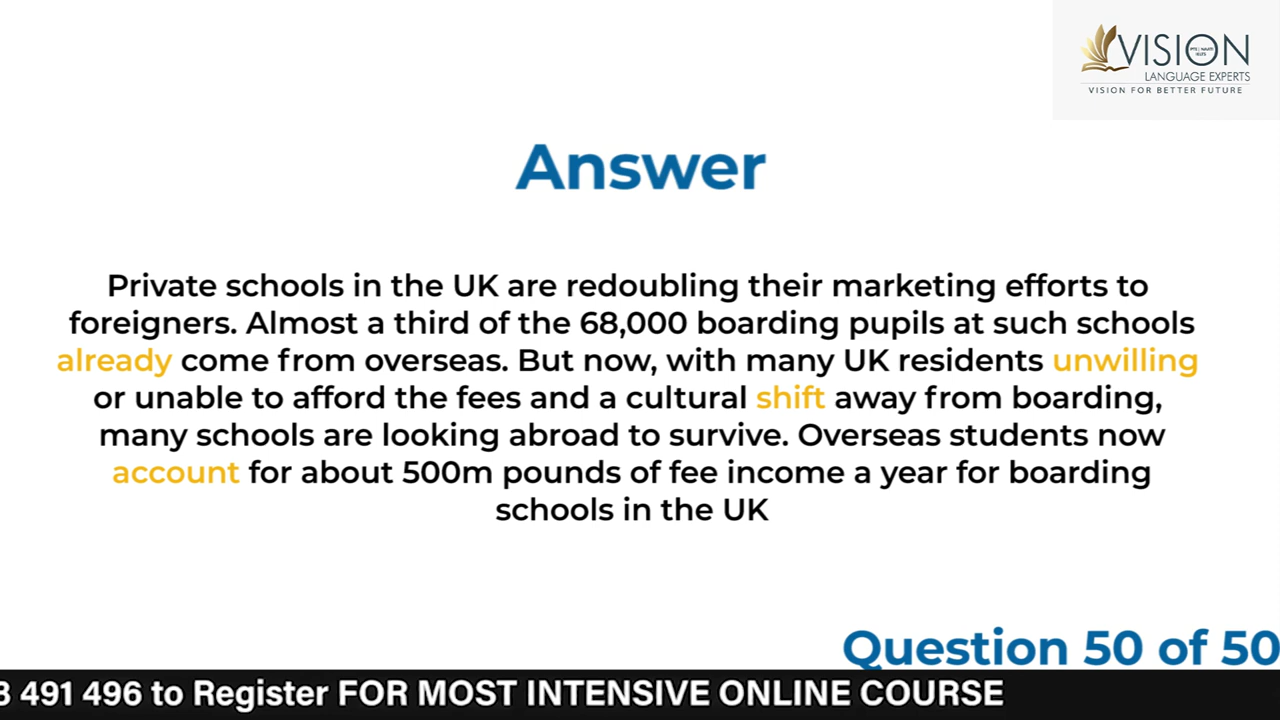 VISION
LANGUAGE EXPERTS
VISION FOR BETTER FUTURE
Answer
Private schools in the UK are redoubling their marketing efforts to
foreigners. Almost a third of the 68,000 boarding pupils at such schools
already come from overseas. But now, with many UK residents unwilling
or unable to afford the fees and a cultural shift away from boarding,
many schools are looking abroad to survive. Overseas students now
account for about 500m pounds of fee income a year for boarding
schools in the UK
Question 50 of 50
491 496 to Register FOR MOST INTENSIVE ONLINE COURSE